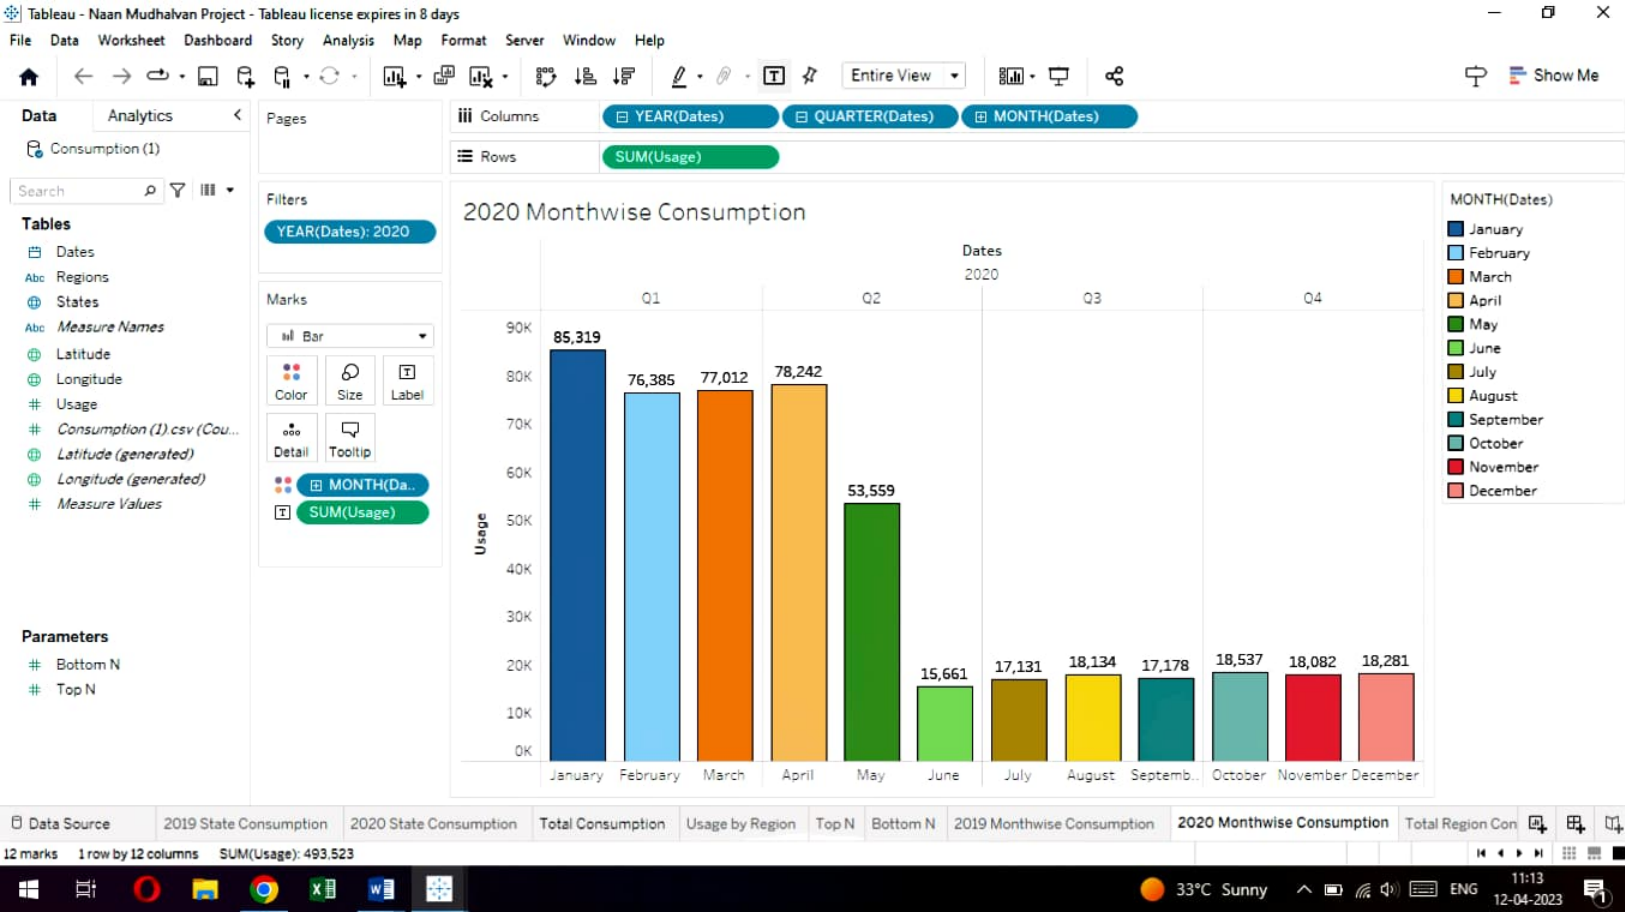 Tableau - Naan Mudhalvan Project - Tableau license expires in 8 days
File Data Worksheet Dashboard Story Analysis Map Format Server Window Help
Entire View
Show Me
Data Analytics
Pages
Columns
YEAR(Dates) QUARTER(Dates) MONTH(Dates)
Consumption (1)
Rows
SUM(Usage)
Search
Filters
YEAR(Dates): 2020
Tables
Dates
Abc Regions
States
Abc Measure Names
Latitude
Longitude
# Usage
# Consumption (1).csv (Cou...
Latitude (generated)
Longitude (generated)
# Measure Values
Parameters
# Bottom N
# Top N
Marks
Bar
Color Size Label
Detail Tooltip
MONTH(Da..
SUM(Usage)
2020 Monthwise Consumption
Dates
2020
Q1 Q2 Q3 Q4
Usage
90K
80K
70K
60K
50K
40K
30K
20K
10K
0K
85,319
76,385
77,012
78,242
53,559
15,661
17,131
18,134
17,178
18,537
18,082
18,281
January February March April May June July August Septemb.. October November December
MONTH(Dates)
January
February
March
April
May
June
July
August
September
October
November
December
Data Source 2019 State Consumption 2020 State Consumption Total Consumption Usage by Region Top N Bottom N 2019 Monthwise Consumption 2020 Monthwise Consumption Total Region Con
12 marks 1 row by 12 columns SUM(Usage): 493,523
33°C Sunny
ENG
11:13
12-04-2023
1